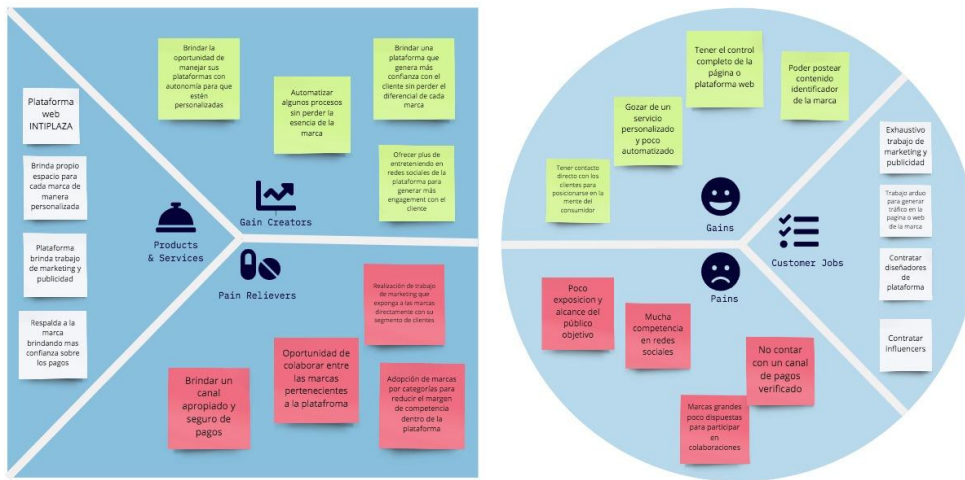 Plataforma
web
INTIPLAZA
Brinda propio
espacio para
cada marca de
manera
personalizada
Plataforma
brinda trabajo
de marketing y
publicidad
Respalda a la
marca
brindando mas
confianza sobre
los pagos
Products
& Services
Brindar la
oportunidad de
manejar sus
plataformas con
autonomía para que
estén
personalizadas
Automatizar
algunos procesos
sin perder la
esencia de la
marca
Brindar una
plataforma que
genera más
confianza con el
cliente sin perder el
diferencial de cada
marca
Ofrecer plus de
entreteniendo en
redes sociales de la
plataforma para
generar más
engagement con el
cliente
Gain Creators
Pain Relievers
Realización de trabajo
de marketing que
exponga a las marcas
directamente con su
segmento de clientes
Oportunidad de
colaborar entre
las marcas
pertenecientes
a la platafroma
Brindar un
canal
apropiado y
seguro de
pagos
Adopción de marcas
por categorías para
reducir el margen
de competencia
dentro de la
plataforma
Tener el control
completo de la
página o
plataforma web
Poder postear
contenido
identificador de
la marca
Gozar de un
servicio
personalizado
y poco
automatizado
Tener contacto
directo con los
clientes para
posicionarse en la
mente del
consumidor
Gains
Pains
Poco
exposicion y
alcance del
público
objetivo
Mucha
competencia
en redes
sociales
No contar
con un canal
de pagos
verificado
Marcas grandes
poco dispuestas
para participar
en
colaboraciones
Customer Jobs
Exhaustivo
trabajo de
marketing y
publicidad
Trabajo arduo
para generar
tráfico en la
pagina o web
de la marca
Contratar
diseñadores
de
plataforma
Contratar
influencers